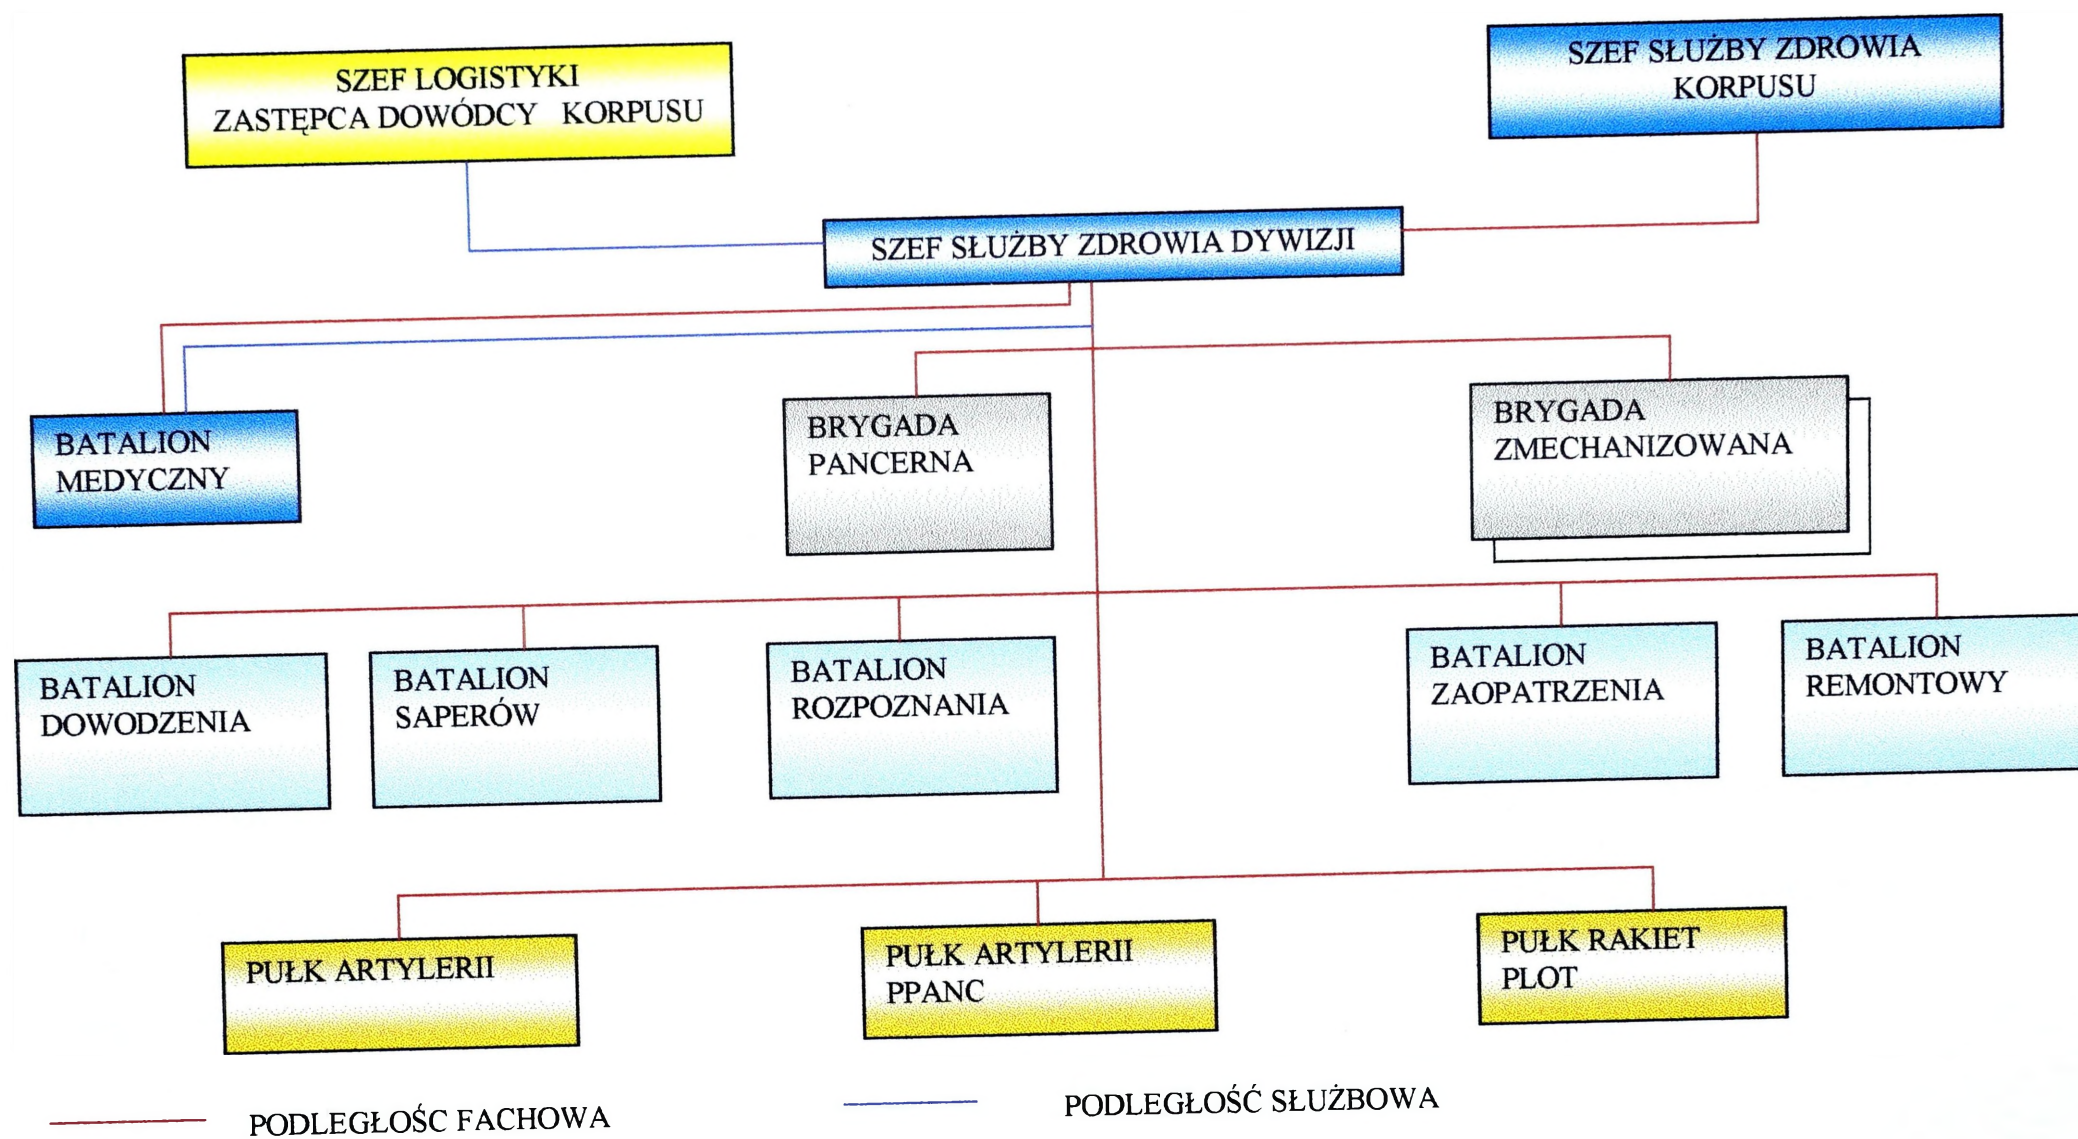 SZEF LOGISTYKI
ZASTĘPCA DOWÓDCY KORPUSU
SZEF SŁUŻBY ZDROWIA
KORPUSU
SZEF SŁUŻBY ZDROWIA DYWIZJI
BATALION
MEDYCZNY
BRYGADA
PANCERNA
BRYGADA
ZMECHANIZOWANA
BATALION
DOWODZENIA
BATALION
SAPERÓW
BATALION
ROZPOZNANIA
BATALION
ZAOPATRZENIA
BATALION
REMONTOWY
PUŁK ARTYLERII
PUŁK ARTYLERII
PPANC
PUŁK RAKIET
PLOT
PODLEGŁOŚC FACHOWA
PODLEGŁOŚĆ SŁUŻBOWA